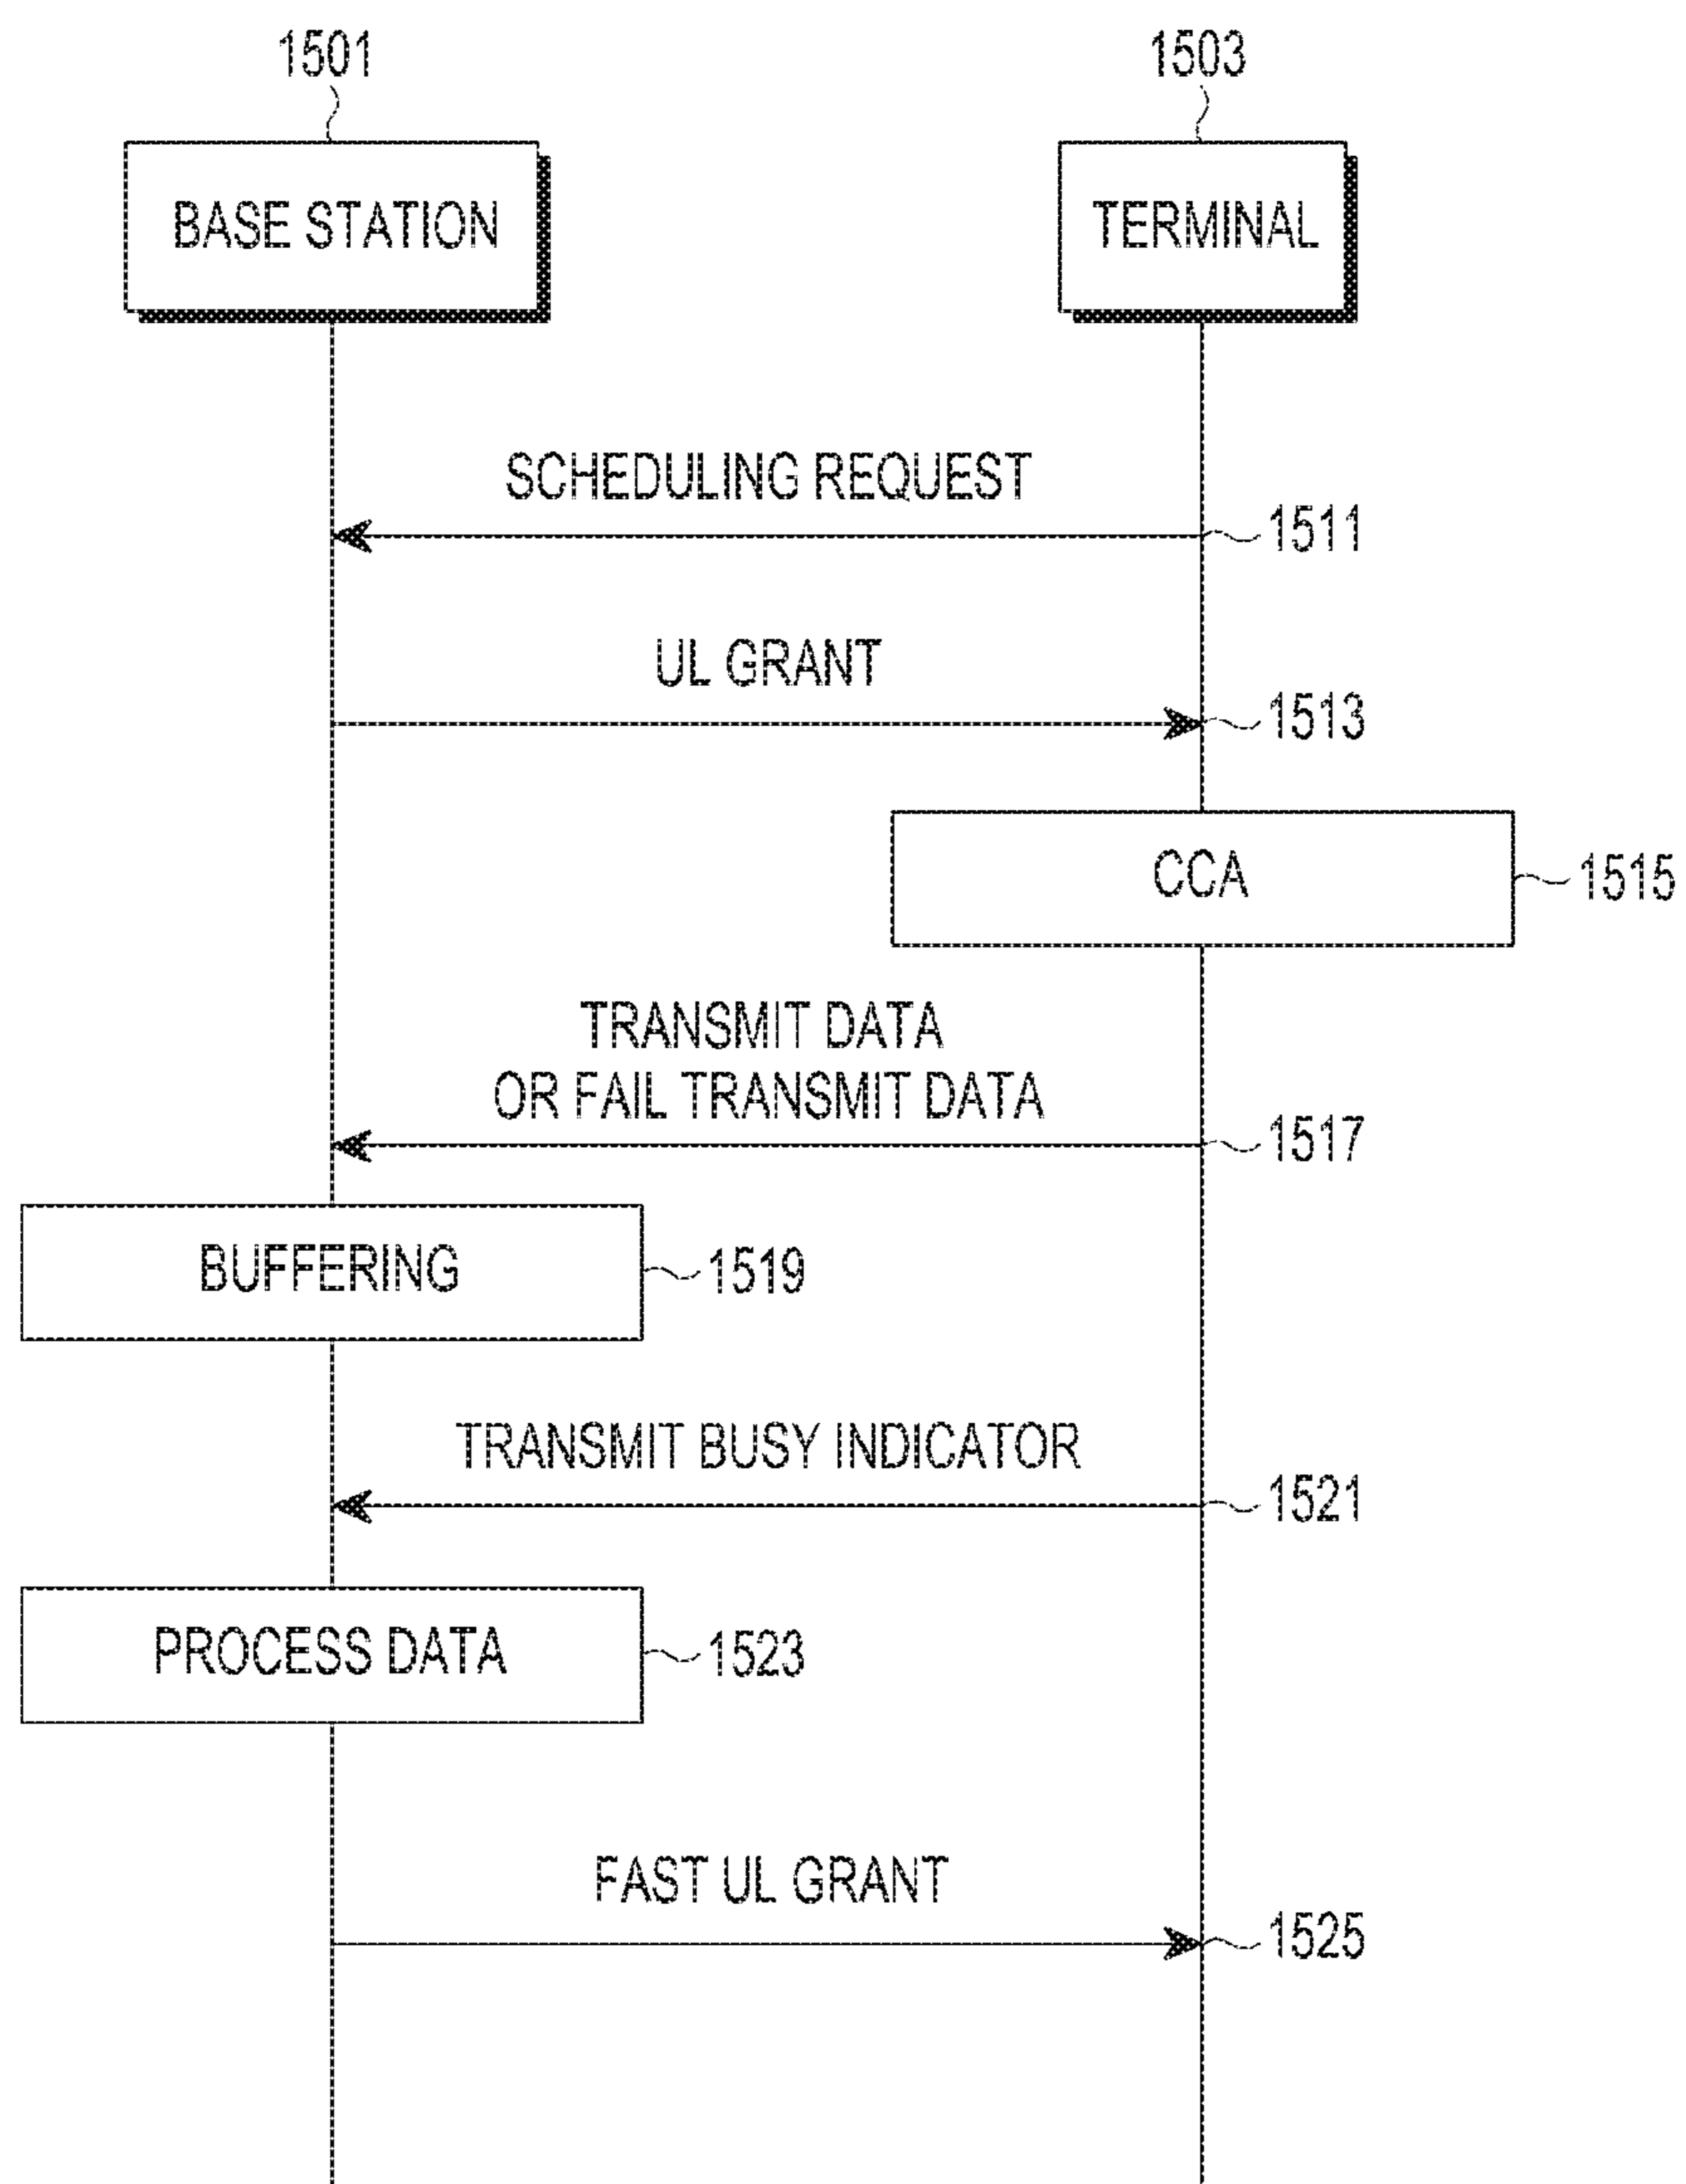 1501
1503
BASE STATION
TERMINAL
SCHEDULING REQUEST
1511
UL GRANT
1513
CCA
1515
TRANSMIT DATA
OR FAIL TRANSMIT DATA
1517
BUFFERING
1519
TRANSMIT BUSY INDICATOR
1521
PROCESS DATA
1523
FAST UL GRANT
1525